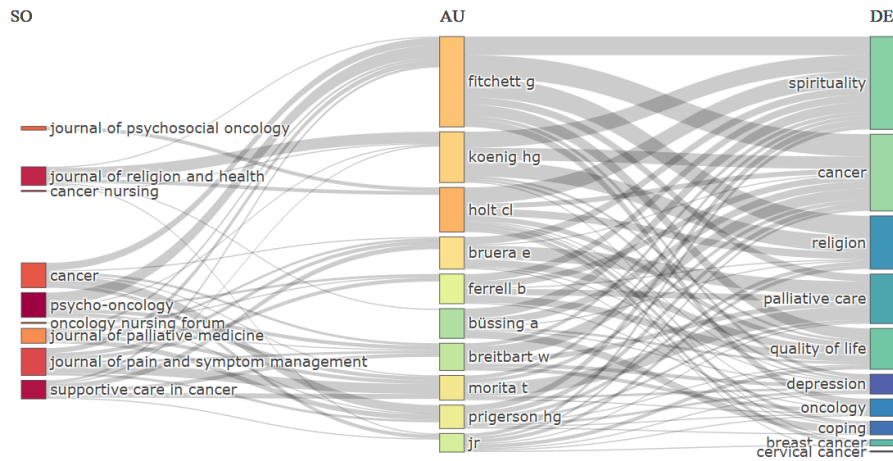 SO
AU
DE
journal of psychosocial oncology
journal of religion and health
cancer nursing
cancer
psycho-oncology
oncology nursing forum
journal of palliative medicine
journal of pain and symptom management
supportive care in cancer
fitchett g
koenig hg
holt cl
bruera e
ferrell b
büssing a
breitbart w
morita t
prigerson hg
jr
spirituality
cancer
religion
palliative care
quality of life
depression
oncology
coping
breast cancer
cervical cancer